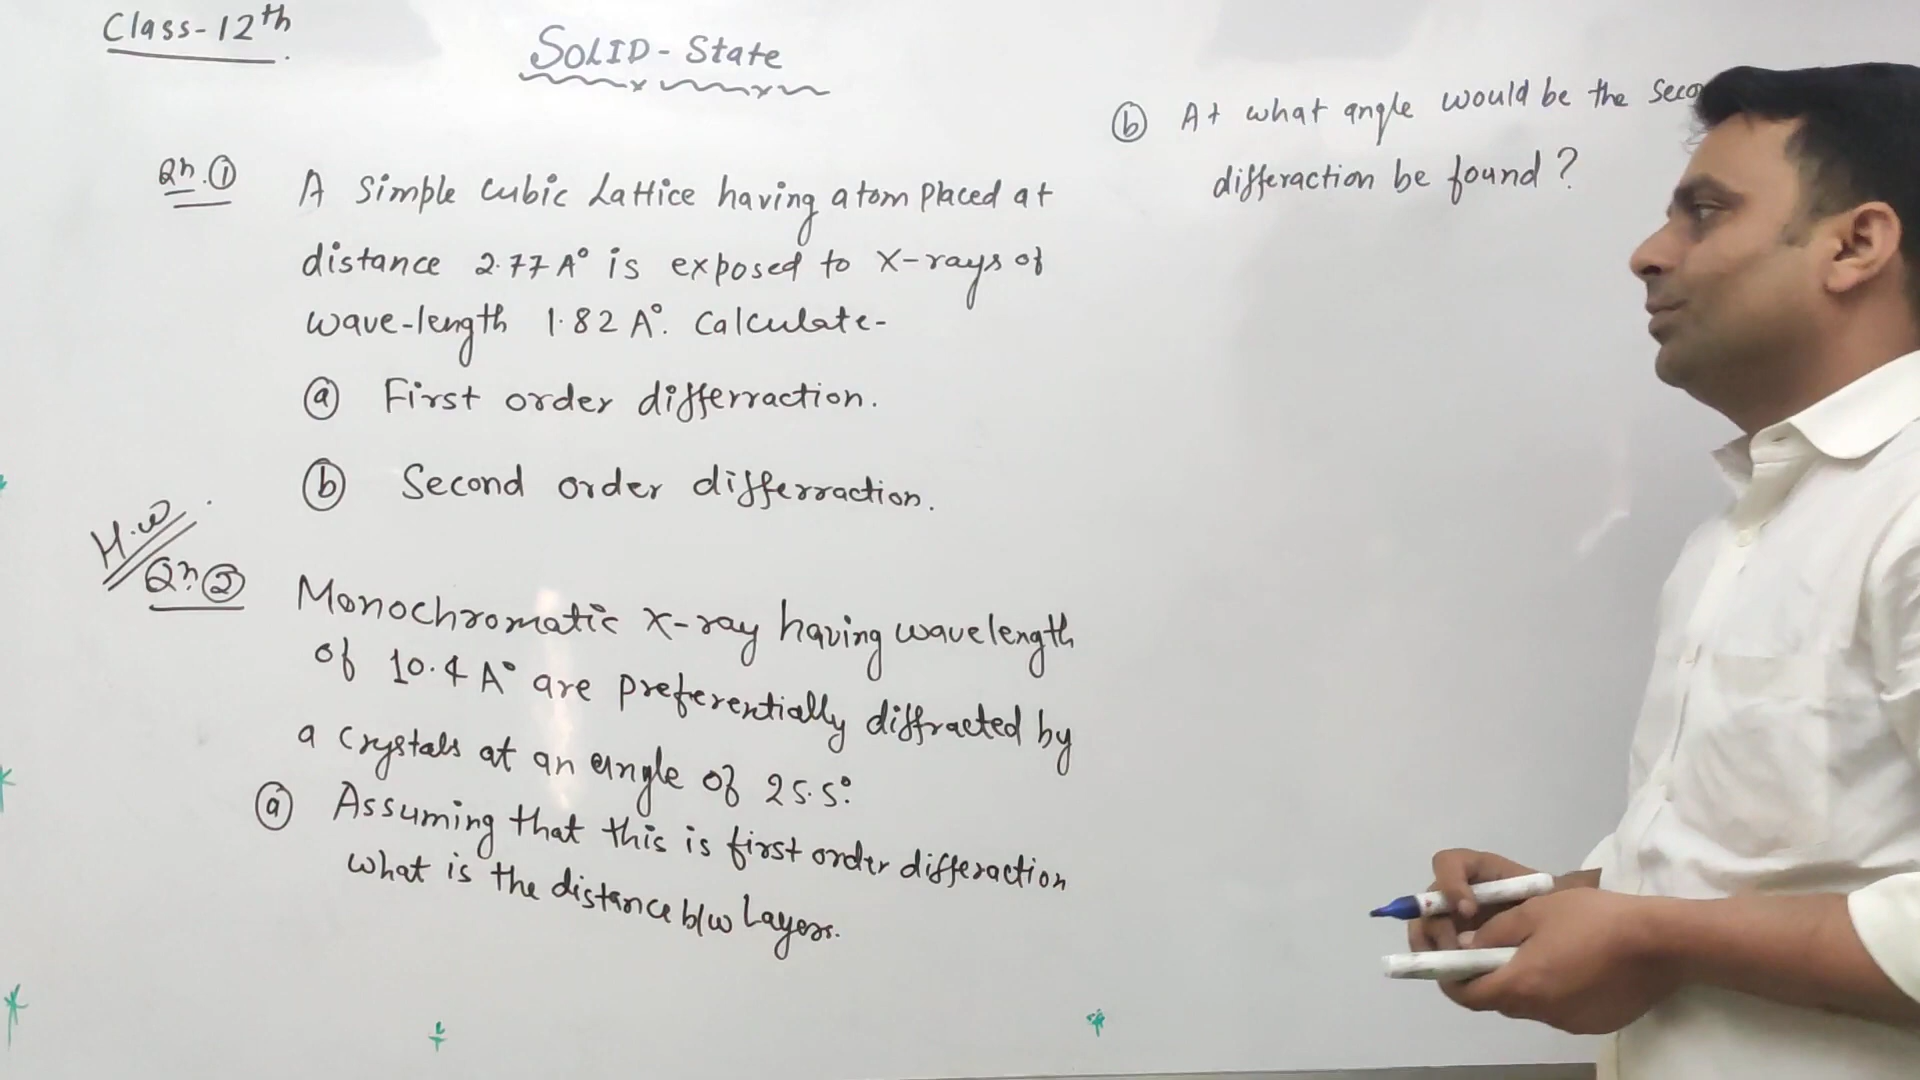 Class-12th
SOLID-State
Qn.① A Simple cubic Lattice having atom placed at
distance 2.77 A° is exposed to X-rays of
wave-length 1.82 A°. Calculate-
ⓐ First order differraction.
ⓑ Second order differraction.
H.W
Qn.② Monochromatic X-ray having wavelength
of 10.4 A° are preferentially diffracted by
a crystals at an angle of 25.5°.
ⓐ Assuming that this is first order differaction
what is the distance b/w Layers.
ⓑ At what angle would be the
differaction be found?